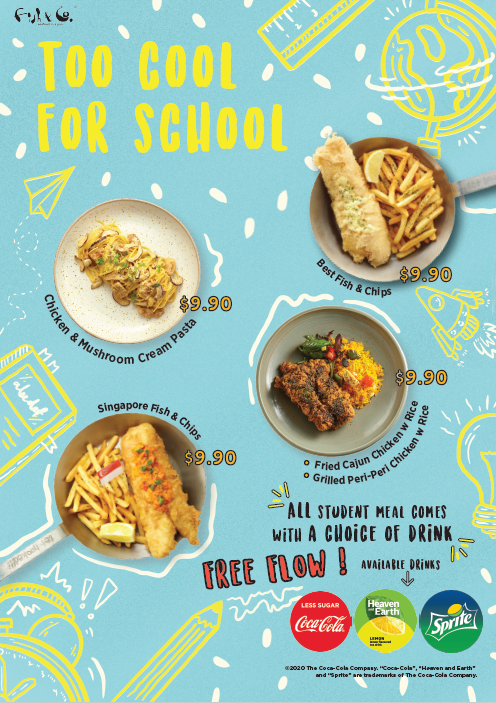 Fish & Co.
TOO COOL
FOR SCHOOL
Best Fish & Chips
$9.90
Chicken & Mushroom Cream Pasta
$9.90
$9.90
Fried Cajun Chicken w Rice
Grilled Peri-Peri Chicken w Rice
Singapore Fish & Chips
$9.90
ALL STUDENT MEAL COMES
WITH A CHOICE OF DRINK
FREE FLOW !
AVAILABLE DRINKS
LESS SUGAR
Coca-Cola
Heaven
and
Earth
LEMON
Sprite
©2020 The Coca-Cola Company. "Coca-Cola", "Heaven and Earth"
and "Sprite" are trademarks of The Coca-Cola Company.